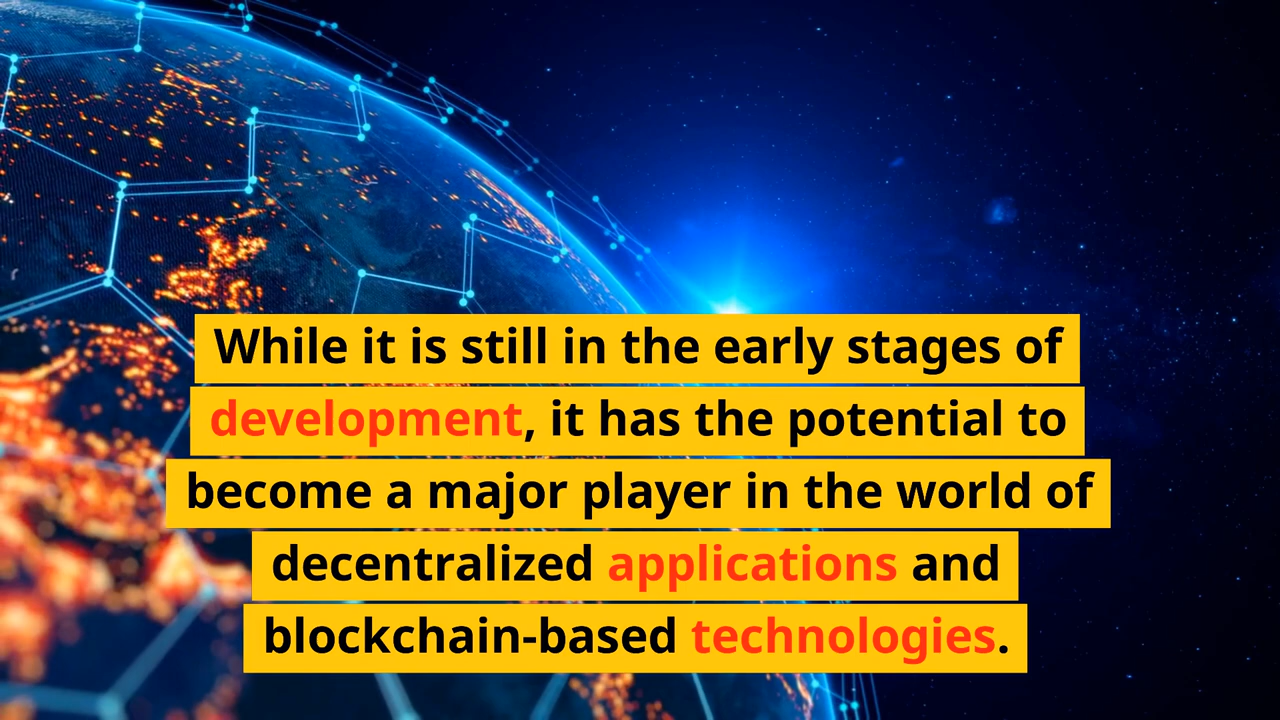 While it is still in the early stages of
development, it has the potential to
become a major player in the world of
decentralized applications and
blockchain-based technologies.